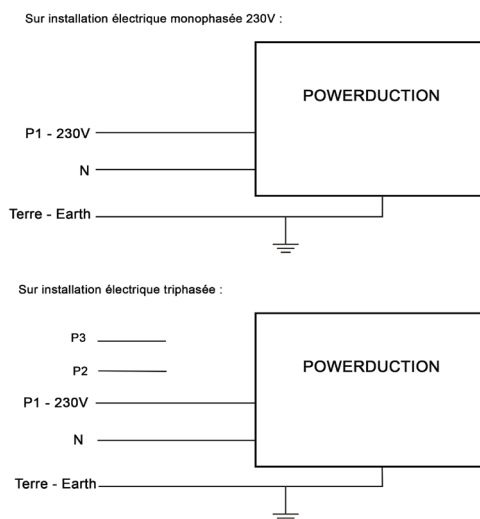 Sur installation électrique monophasée 230V :
POWERDUCTION
P1 - 230V
N
Terre - Earth
Sur installation électrique triphasée :
P3
P2
POWERDUCTION
P1 - 230V
N
Terre - Earth